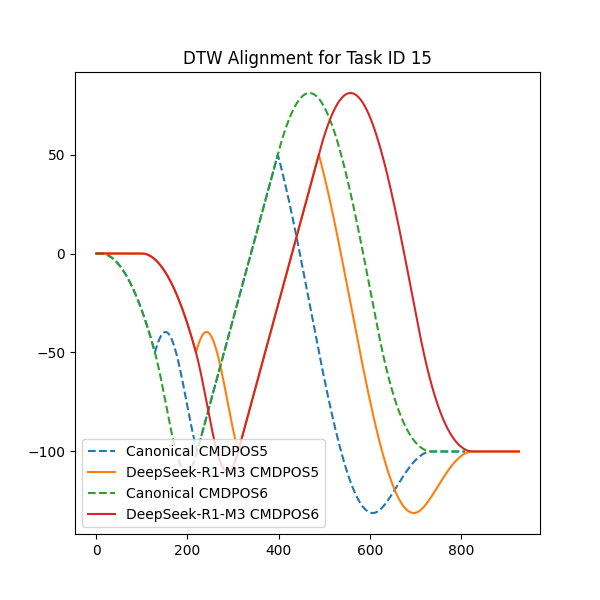 DTW Alignment for Task ID 15
50
0
−50
−100
Canonical CMDPOS5
DeepSeek-R1-M3 CMDPOS5
Canonical CMDPOS6
DeepSeek-R1-M3 CMDPOS6
0 200 400 600 800